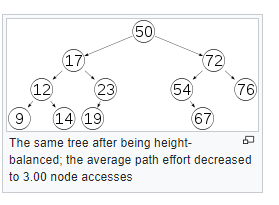 50
17 72
12 23 54 76
9 14 19 67
The same tree after being height-
balanced; the average path effort decreased
to 3.00 node accesses